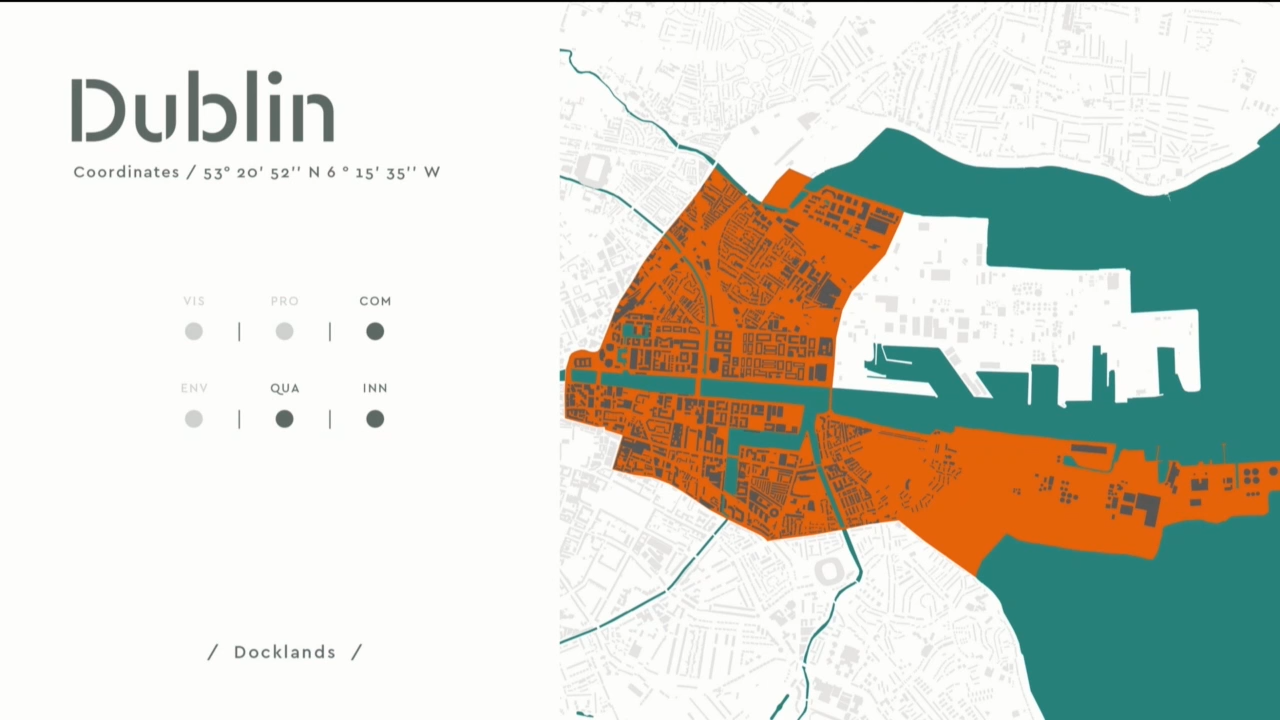 Dublin
Coordinates / 53° 20' 52'' N 6 ° 15' 35'' W
VIS PRO COM
ENV QUA INN
/ Docklands /